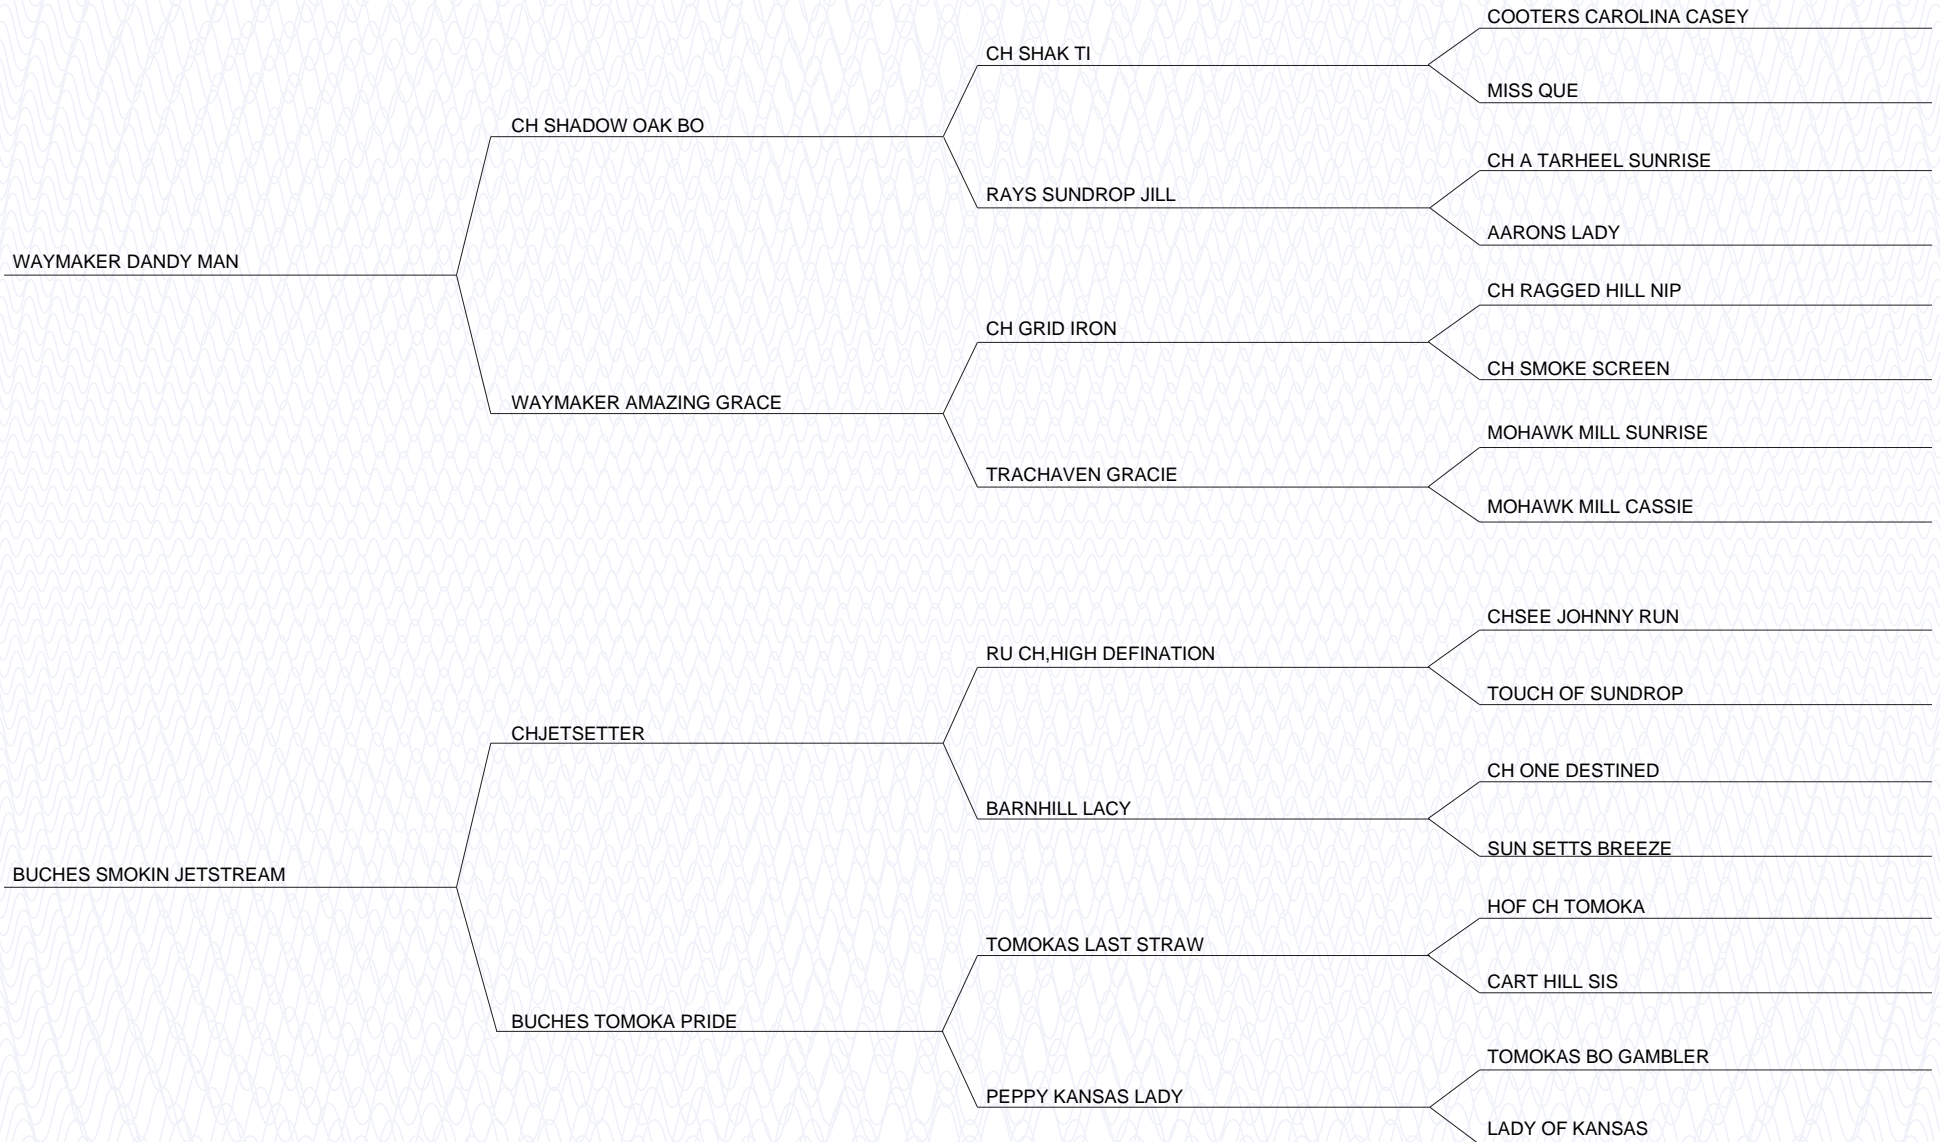 COOTERS CAROLINA CASEY
CH SHAK TI
MISS QUE
CH SHADOW OAK BO
CH A TARHEEL SUNRISE
RAYS SUNDROP JILL
AARONS LADY
WAYMAKER DANDY MAN
CH RAGGED HILL NIP
CH GRID IRON
CH SMOKE SCREEN
WAYMAKER AMAZING GRACE
MOHAWK MILL SUNRISE
TRACHAVEN GRACIE
MOHAWK MILL CASSIE
CHSEE JOHNNY RUN
RU CH,HIGH DEFINATION
TOUCH OF SUNDROP
CHJETSETTER
CH ONE DESTINED
BARNHILL LACY
SUN SETTS BREEZE
BUCHES SMOKIN JETSTREAM
HOF CH TOMOKA
TOMOKAS LAST STRAW
CART HILL SIS
BUCHES TOMOKA PRIDE
TOMOKAS BO GAMBLER
PEPPY KANSAS LADY
LADY OF KANSAS